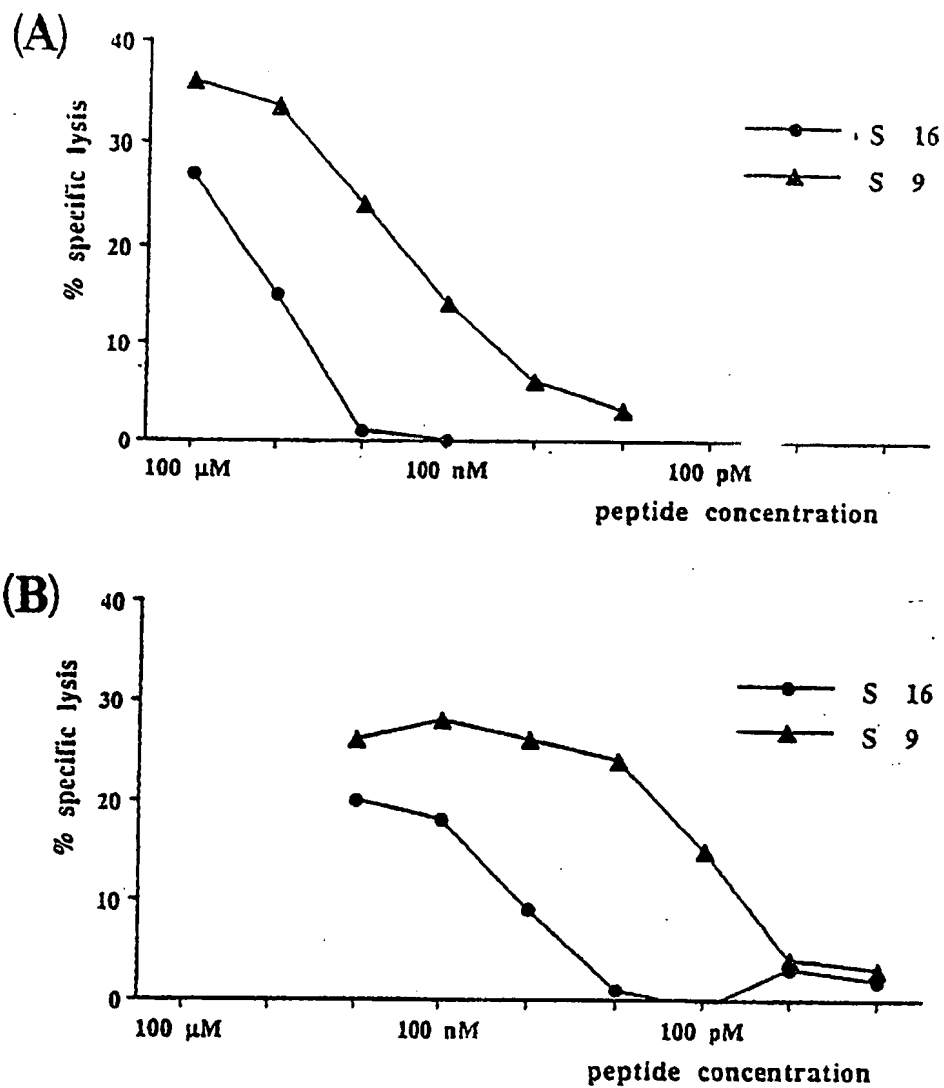 (A)
40
30
20
10
0
% specific lysis
S 16
S 9
100 µM
100 nM
100 pM
peptide concentration
(B)
40
30
20
10
0
% specific lysis
S 16
S 9
100 µM
100 nM
100 pM
peptide concentration